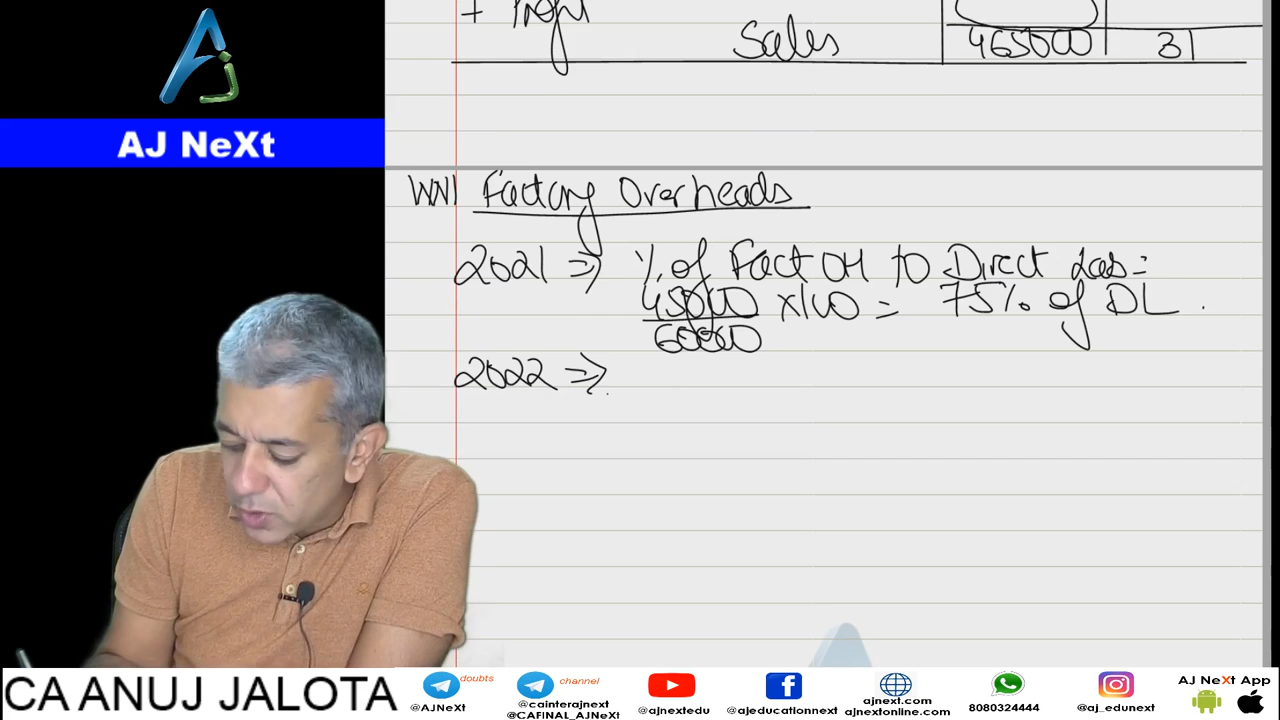 + Profit
Sales 465000 31
AJ NeXt
WN1 Factory Overheads
2021 ⇒ % of Fact OH to Direct Lab =
45000 x100 = 75% of DL.
60000
2022 ⇒
CA ANUJ JALOTA
doubts
@AJNeXt
channel
@cainterajnext
@CAFINAL_AJNeXt
@ajnextedu
@ajeducationnext
ajnext.com
ajnextonline.com
8080324444
@aj_edunext
AJ NeXt App